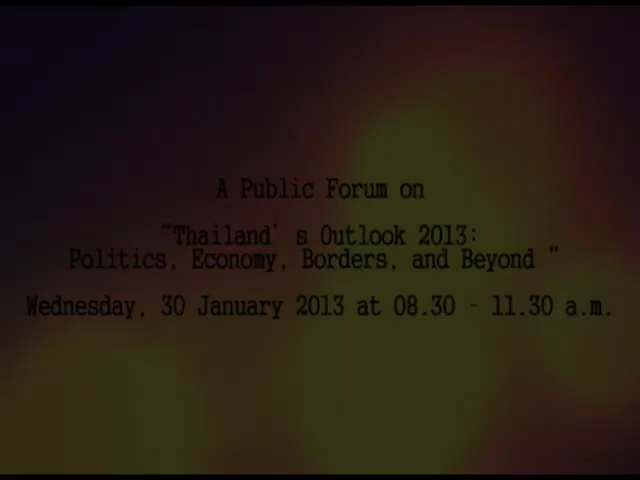 A Public Forum on
"Thailand's Outlook 2013:
Politics, Economy, Borders, and Beyond "
Wednesday, 30 January 2013 at 08.30 - 11.30 a.m.